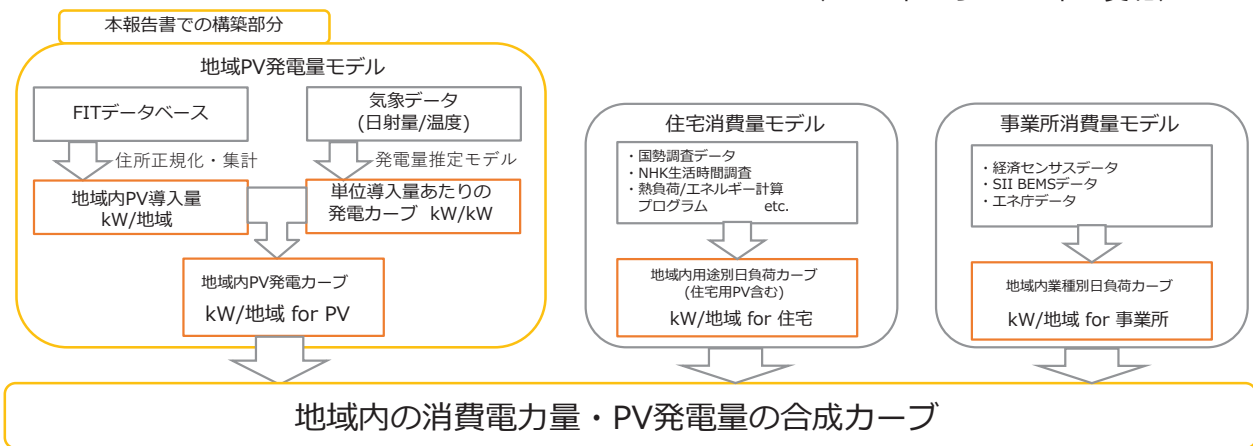 本報告書での構築部分
地域PV発電量モデル
FITデータベース
気象データ
(日射量/温度)
住所正規化・集計
発電量推定モデル
地域内PV導入量
kW/地域
単位導入量あたりの
発電カーブ kW/kW
地域内PV発電カーブ
kW/地域 for PV
住宅消費量モデル
・国勢調査データ
・NHK生活時間調査
・熱負荷/エネルギー計算
プログラム etc.
地域内用途別日負荷カーブ
(住宅用PV含む)
kW/地域 for 住宅
事業所消費量モデル
・経済センサスデータ
・SII BEMSデータ
・エネ庁データ
地域内業種別日負荷カーブ
kW/地域 for 事業所
地域内の消費電力量・PV発電量の合成カーブ